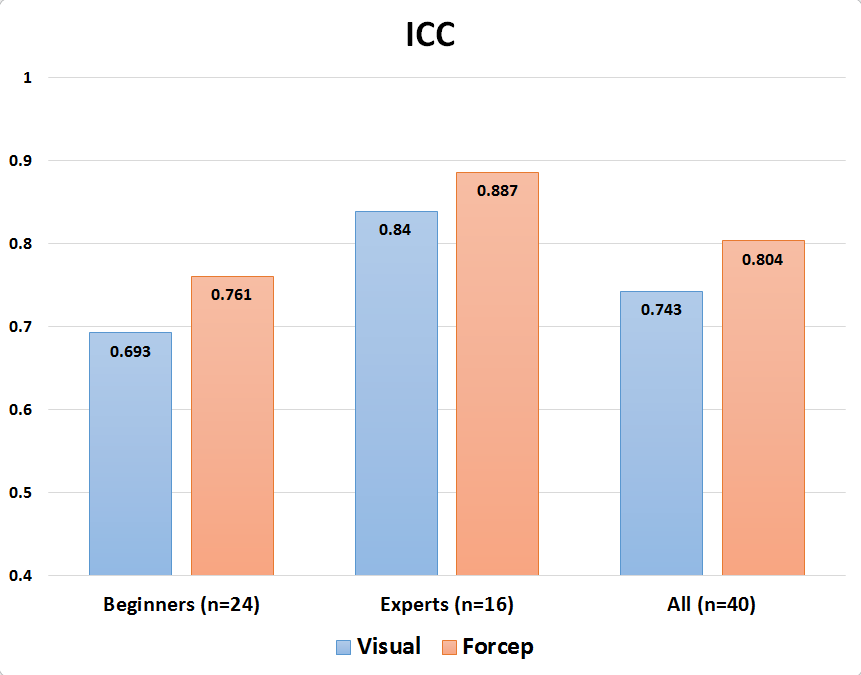 ICC
1
0.9
0.8
0.7
0.6
0.5
0.4
0.693
0.761
0.84
0.887
0.743
0.804
Beginners (n=24)
Experts (n=16)
All (n=40)
Visual
Forcep